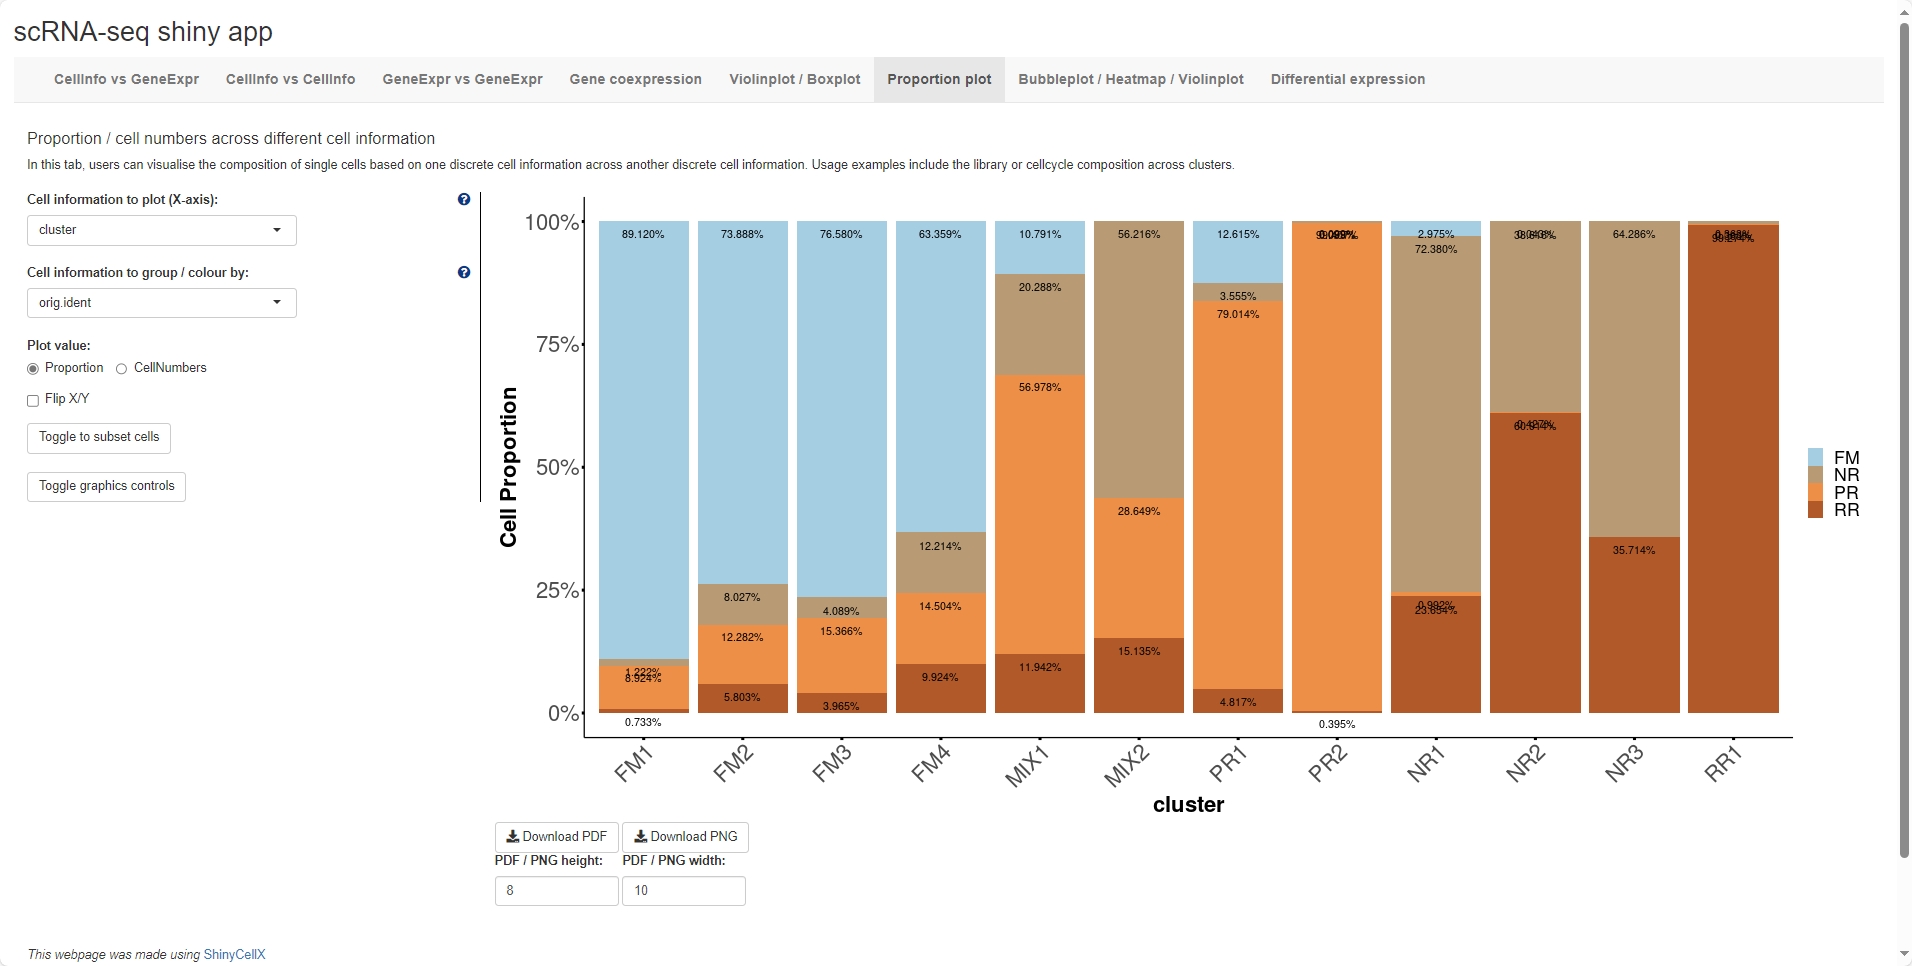 scRNA-seq shiny app
CellInfo vs GeneExpr CellInfo vs CellInfo GeneExpr vs GeneExpr Gene coexpression Violinplot / Boxplot Proportion plot Bubbleplot / Heatmap / Violinplot Differential expression
Proportion / cell numbers across different cell information
In this tab, users can visualise the composition of single cells based on one discrete cell information across another discrete cell information. Usage examples include the library or cellcycle composition across clusters.
Cell information to plot (X-axis):
cluster
Cell information to group / colour by:
orig.ident
Plot value:
Proportion CellNumbers
Flip X/Y
Toggle to subset cells
Toggle graphics controls
Cell Proportion
100%
75%
50%
25%
0%
89.120% 73.888% 76.580% 63.359% 10.791% 56.216% 12.615% 2.975% 64.286%
72.380%
20.288% 3.555%
79.014%
56.978%
28.649%
12.214% 35.714%
8.027% 14.504%
4.089%
12.282% 15.366%
15.135%
1.222% 11.942%
8.924% 9.924%
5.803% 4.817%
3.965%
0.733% 0.395%
FM1 FM2 FM3 FM4 MIX1 MIX2 PR1 PR2 NR1 NR2 NR3 RR1
cluster
FM
NR
PR
RR
Download PDF Download PNG
PDF / PNG height: PDF / PNG width:
8 10
This webpage was made using ShinyCellX